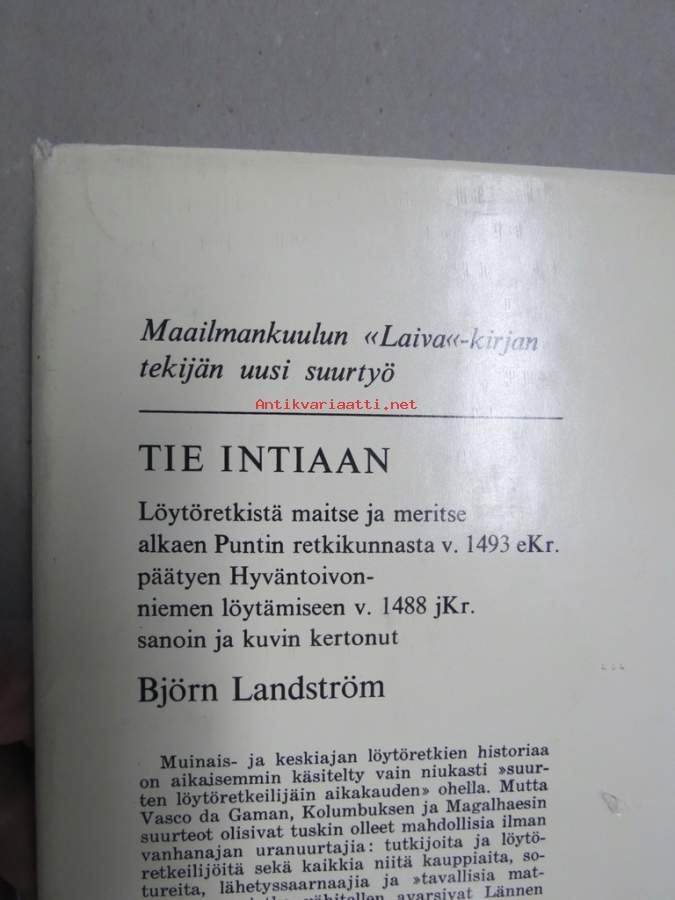 Maailmankuulun «Laiva«-kirjan
tekijän uusi suurtyö
Antikvariaatti.net
TIE INTIAAN
Löytöretkistä maitse ja meritse
alkaen Puntin retkikunnasta v. 1493 eKr.
päätyen Hyväntoivon-
niemen löytämiseen v. 1488 jKr.
sanoin ja kuvin kertonut
Björn Landström
Muinais- ja keskiajan löytöretkien historiaa
on aikaisemmin käsitelty vain niukasti »suur-
ten löytöretkeilijäin aikakauden» ohella. Mutta
Vasco da Gaman, Kolumbuksen ja Magalhaesin
suurteot olisivat tuskin olleet mahdollisia ilman
vanhanajan uranuurtajia: tutkijoita ja löytö-
retkeilijöitä sekä kaikkia niitä kauppiaita, so-
tureita, lähetyssaarnaajia ja »tavallisia mat-
vähitellen avarsivat Lännen